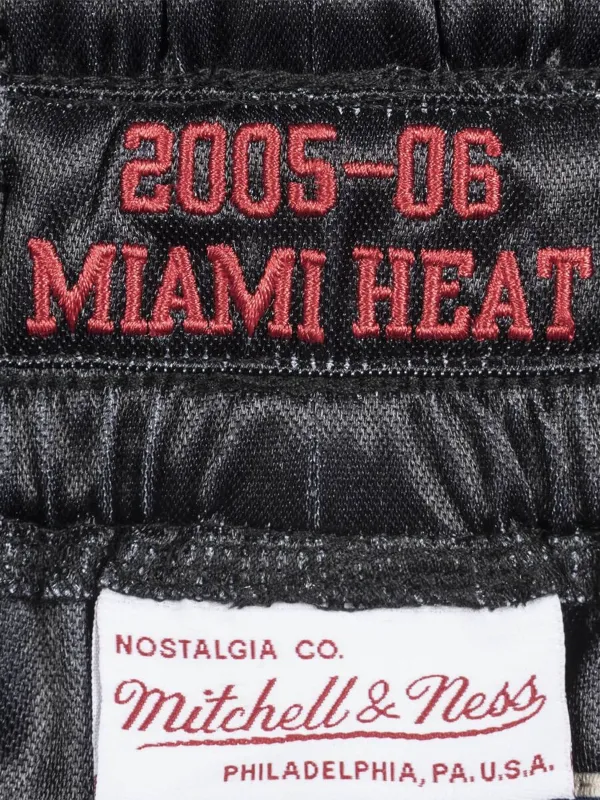 2005-06
MIAMI HEAT
NOSTALGIA CO.
Mitchell & Ness
PHILADELPHIA, PA. U.S.A.